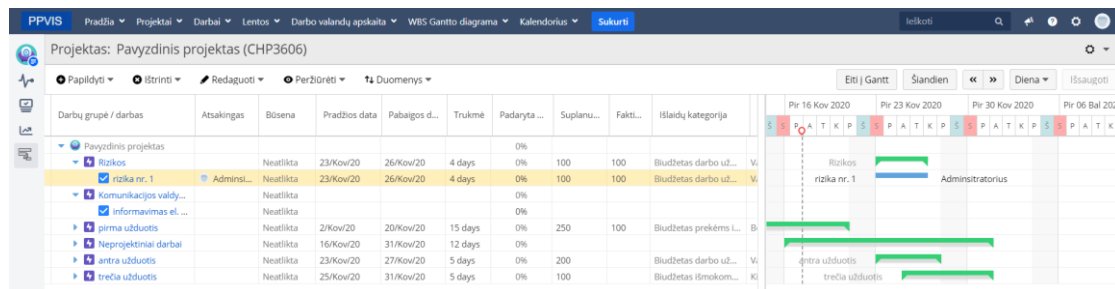 PPVIS Pradžia Projektai Darbai Lentos Darbo valandų apskaita WBS Gantto diagrama Kalendorius Sukurti Ieškoti
Projektas: Pavyzdinis projektas (CHP3606)
Papildyti Ištrinti Redaguoti Peržiūrėti Duomenys Eiti į Gantt Šiandien « » Diena Išsaugoti
Darbų grupė / darbas Atsakingas Būsena Pradžios data Pabaigos d... Trukmė Padaryta ... Suplanu... Fakti... Išlaidų kategorija
Pir 16 Kov 2020 Pir 23 Kov 2020 Pir 30 Kov 2020 Pir 06 Bal 202
Š S P A T K P Š S P A T K P Š S P A T K P Š S P A T K
Pavyzdinis projektas 0%
Rizikos Neatlikta 23/Kov/20 26/Kov/20 4 days 0% 100 100 Biudžetas darbo už... Rizikos
rizika nr. 1 Adminsi... Neatlikta 23/Kov/20 26/Kov/20 4 days 0% 100 100 Biudžetas darbo už... rizika nr. 1 Adminsitratorius
Komunikacijos valdy... Neatlikta 0%
informavimas el. ... Neatlikta 0%
pirma užduotis Neatlikta 2/Kov/20 20/Kov/20 15 days 0% 250 100 Biudžetas prekėms i...
Neprojektiniai darbai Neatlikta 16/Kov/20 31/Kov/20 12 days 0%
antra užduotis Neatlikta 23/Kov/20 27/Kov/20 5 days 0% 200 Biudžetas darbo už... antra užduotis
trečia užduotis Neatlikta 25/Kov/20 31/Kov/20 5 days 0% 100 Biudžetas išmokom... trečia užduotis